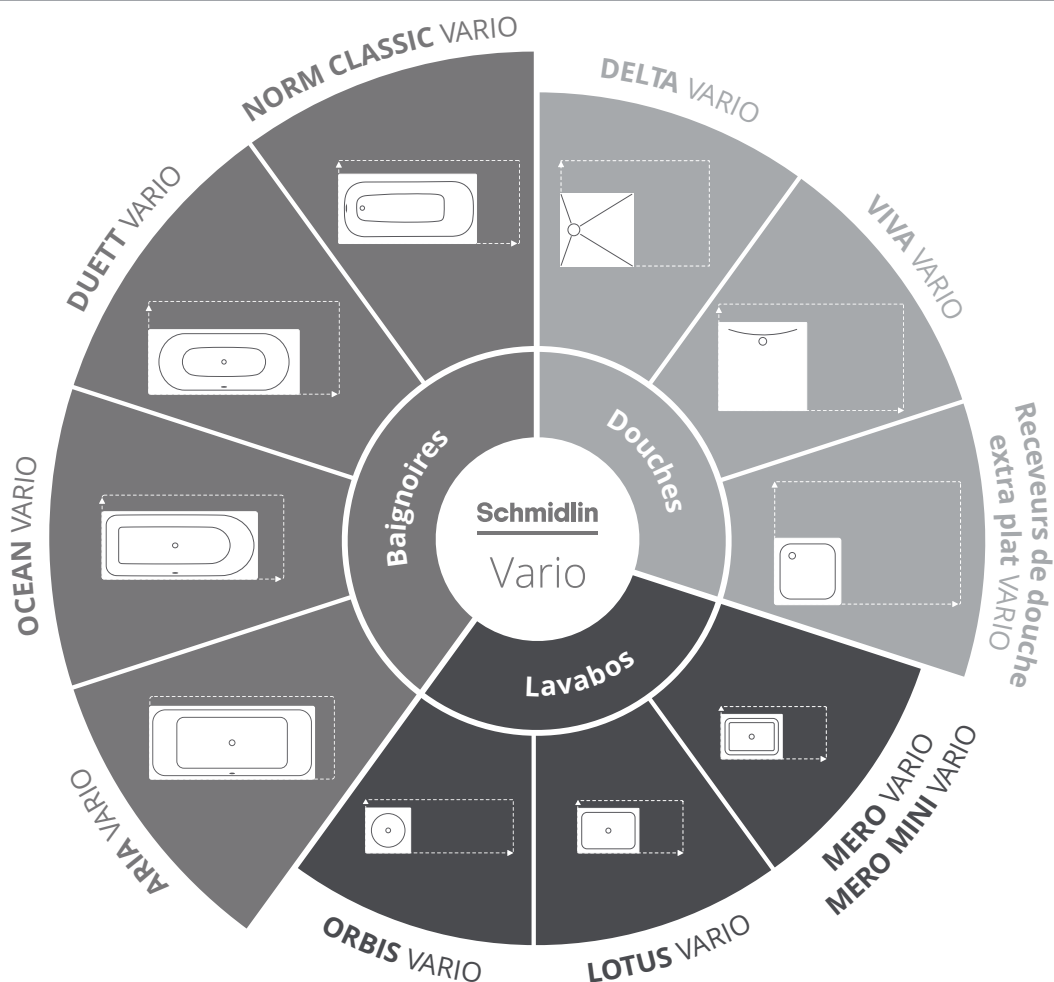 NORM CLASSIC VARIO
DELTA VARIO
DUETT VARIO
VIVA VARIO
Baignoires
Douches
Receveurs de douche
extra plat VARIO
OCEAN VARIO
Schmidlin
Vario
Lavabos
ARIA VARIO
MERO VARIO
MERO MINI VARIO
ORBIS VARIO
LOTUS VARIO